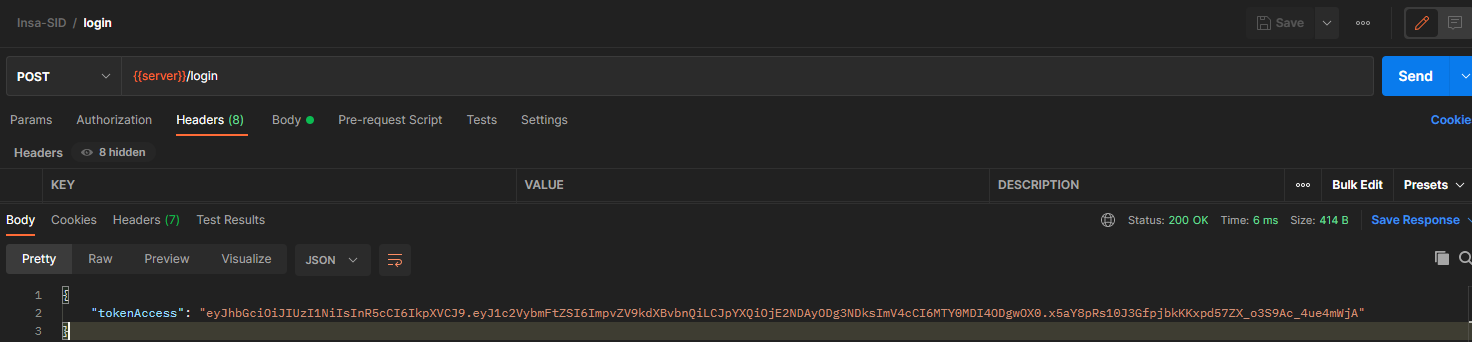 Insa-SID / login
Save
POST
{{server}}/login
Send
Params Authorization Headers (8) Body Pre-request Script Tests Settings
Cookie
Headers 8 hidden
KEY VALUE DESCRIPTION
Bulk Edit Presets
Body Cookies Headers (7) Test Results
Status: 200 OK Time: 6 ms Size: 414 B Save Response
Pretty Raw Preview Visualize JSON
1 {
2 "tokenAccess": "eyJhbGciOiJIUzI1NiIsInR5cCI6IkpXVCJ9.eyJ1c2VybmFtZSI6ImpvZV9kdXBvbnQiLCJpYXQiOjE2NDAyODg3NDksImV4cCI6MTY0MDI4ODgwOX0.x5aY8pRs10J3GfpjbkKKxpd57ZX_o3S9Ac_4ue4mWjA"
3 }